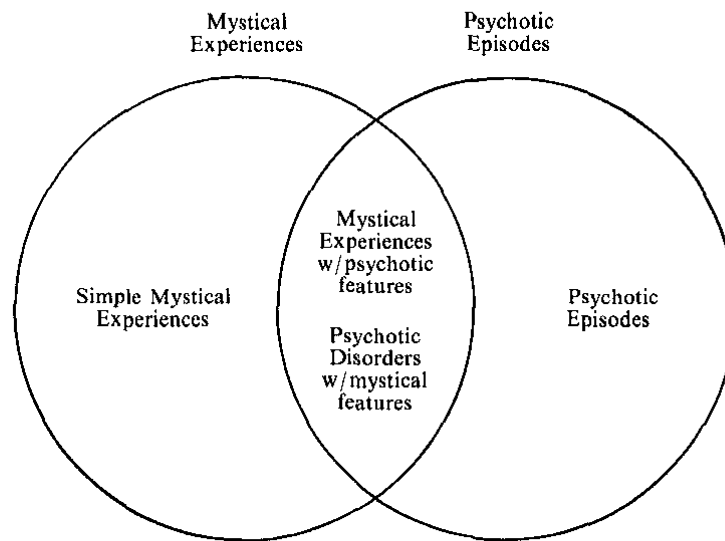 Mystical
Experiences
Psychotic
Episodes
Simple Mystical
Experiences
Mystical
Experiences
w/psychotic
features
Psychotic
Disorders
w/mystical
features
Psychotic
Episodes